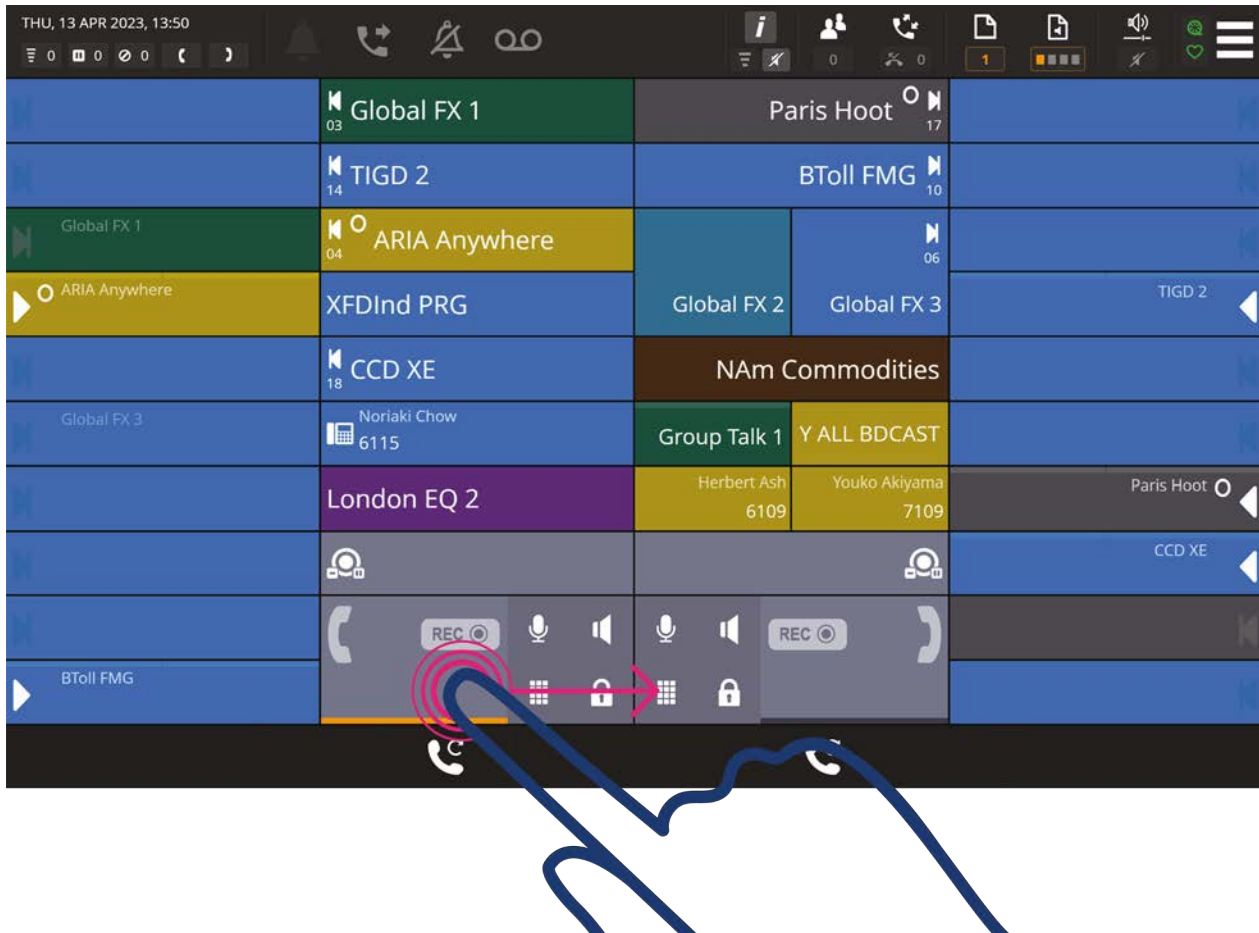 THU, 13 APR 2023, 13:50
0 0 0
i
0
0
1
Global FX 1
03
Paris Hoot
17
TIGD 2
14
BToll FMG
10
Global FX 1
ARIA Anywhere
04
06
ARIA Anywhere
XFDInd PRG
Global FX 2
Global FX 3
TIGD 2
CCD XE
18
NAm Commodities
Global FX 3
Noriaki Chow
6115
Group Talk 1
Y ALL BDCAST
London EQ 2
Herbert Ash
6109
Youko Akiyama
7109
Paris Hoot
CCD XE
REC
REC
BToll FMG